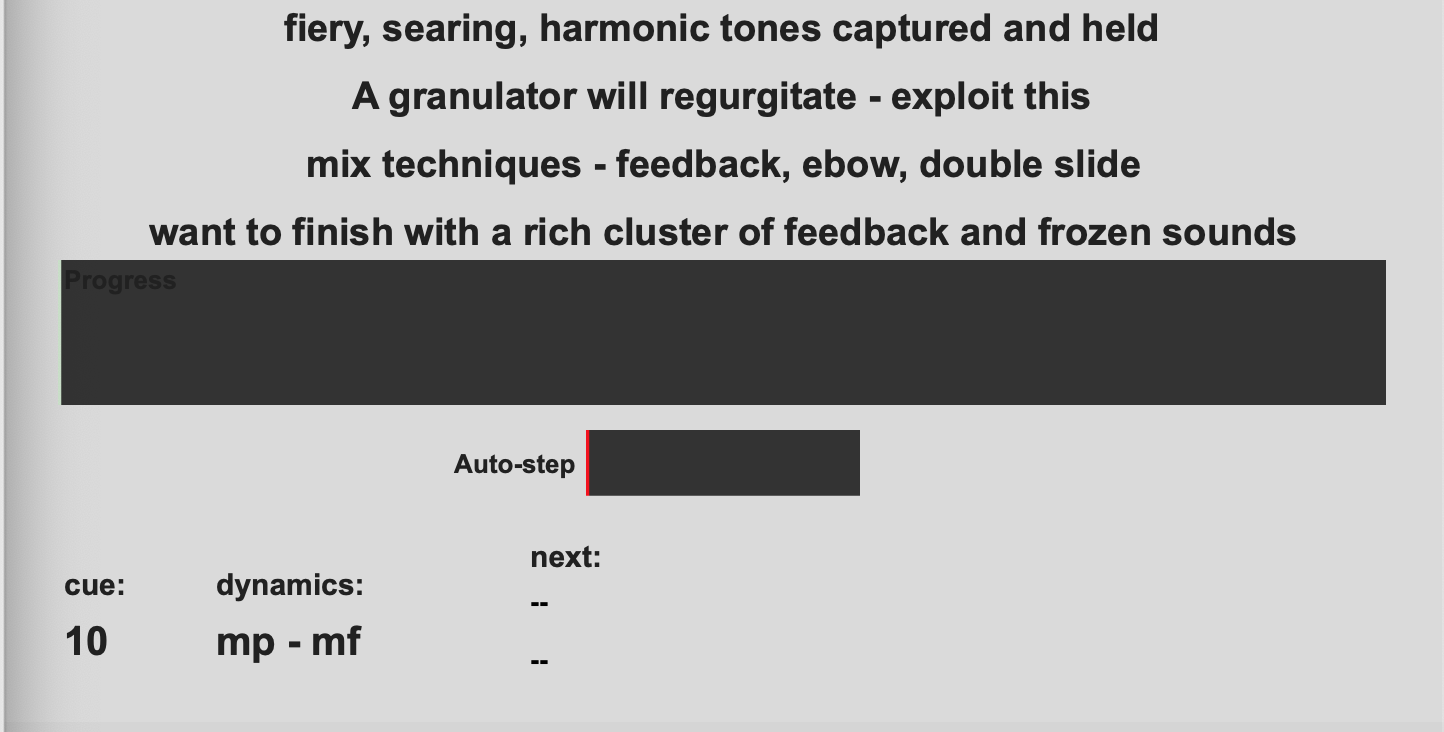 fiery, searing, harmonic tones captured and held
A granulator will regurgitate - exploit this
mix techniques - feedback, ebow, double slide
want to finish with a rich cluster of feedback and frozen sounds
Progress
Auto-step
next:
cue:
dynamics:
--
10
mp - mf
--